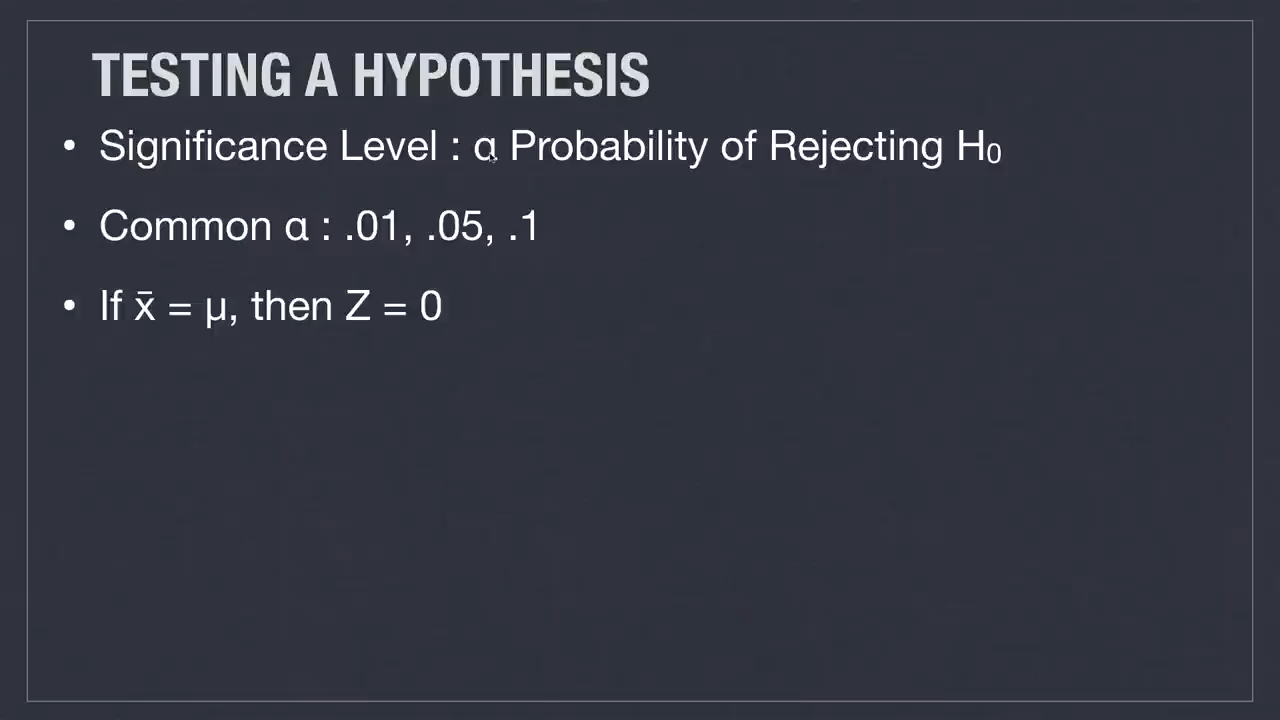 TESTING A HYPOTHESIS
• Significance Level : α Probability of Rejecting H₀
• Common α : .01, .05, .1
• If x̄ = μ, then Z = 0